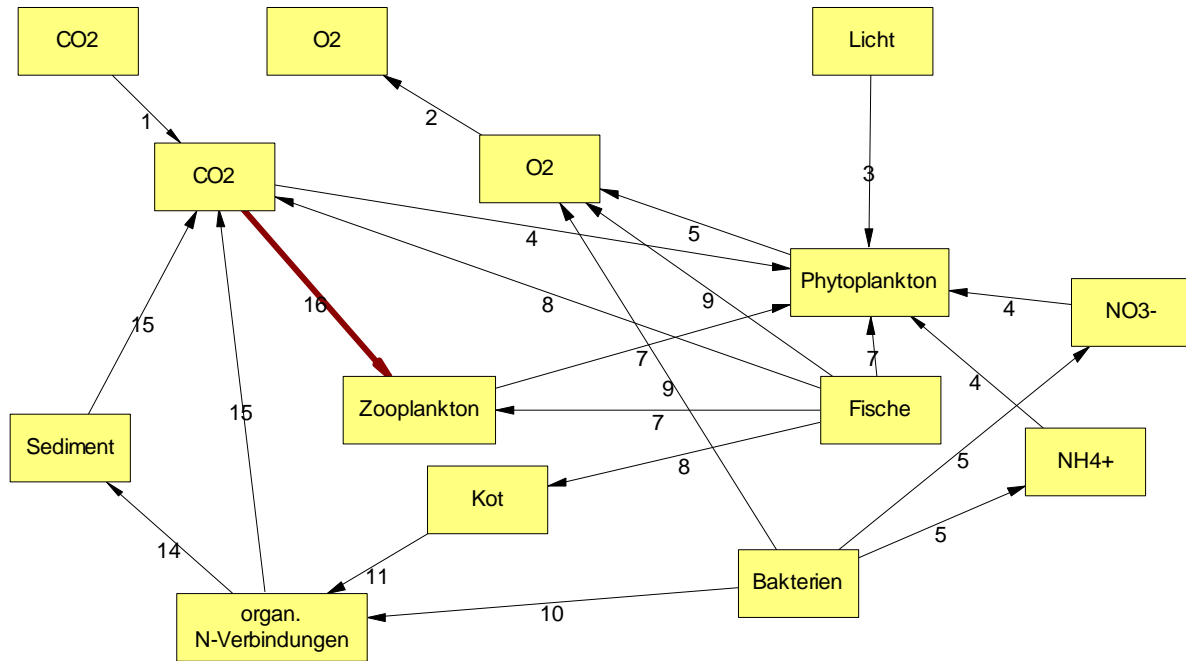 CO2
O2
Licht
1
2
O2
3
CO2
4
5
Phytoplankton
16
8
9
4
NO3-
15
7
7
4
9
Zooplankton
15
7
Fische
Sediment
5
NH4+
8
Kot
5
14
11
Bakterien
10
organ.
N-Verbindungen